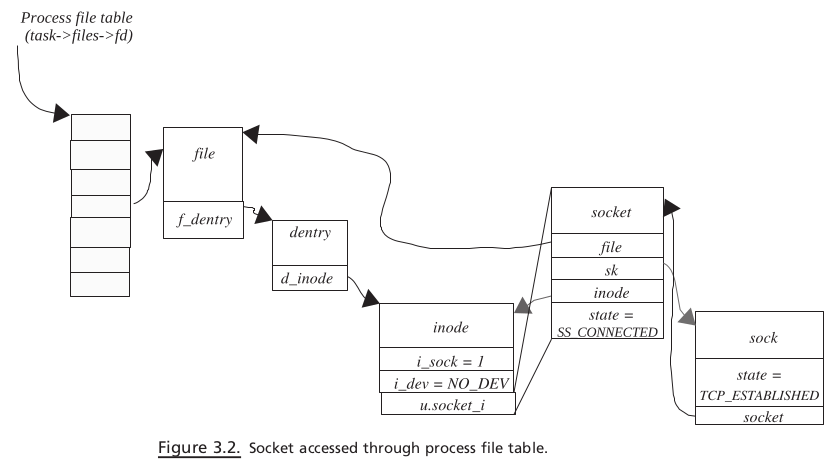 Process file table
(task->files->fd)
file
f_dentry
dentry
d_inode
inode
i_sock = 1
i_dev = NO_DEV
u.socket_i
socket
file
sk
inode
state =
SS_CONNECTED
sock
state =
TCP_ESTABLISHED
socket
Figure 3.2. Socket accessed through process file table.